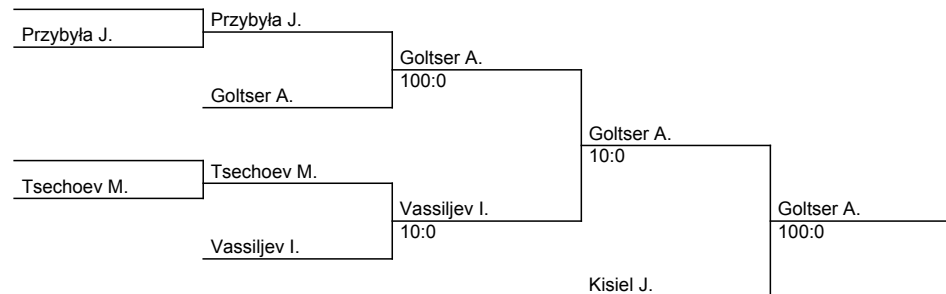 Przybyła J.
Przybyła J.
Goltser A.
100:0
Goltser A.
Goltser A.
10:0
Tsechoev M.
Tsechoev M.
Vassiljev I.
10:0
Goltser A.
100:0
Vassiljev I.
Kisiel J.